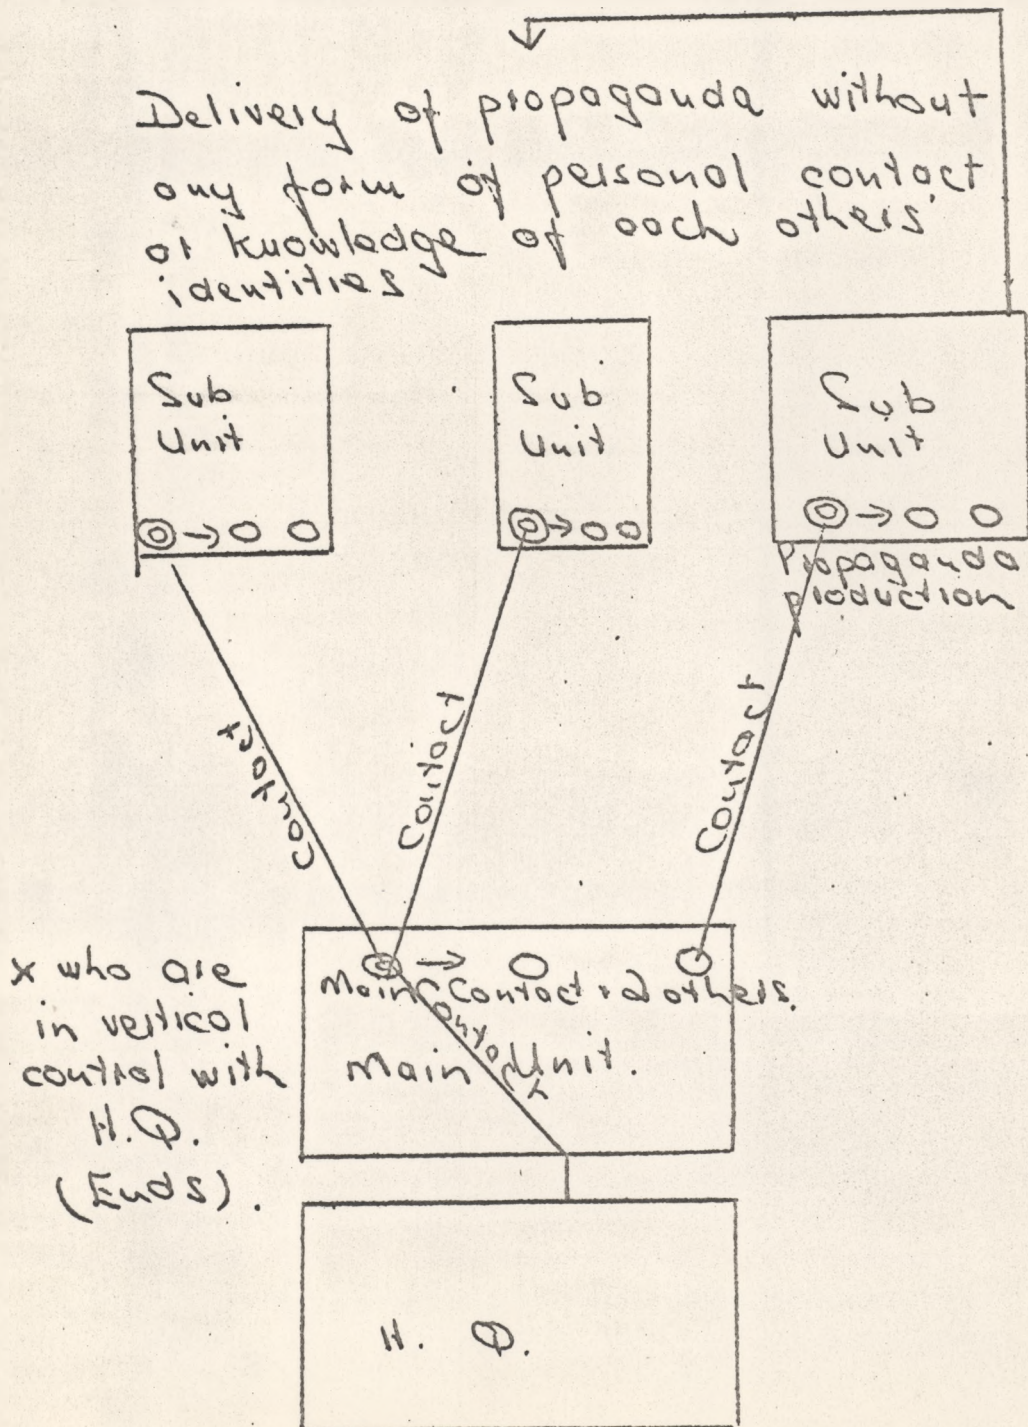 Delivery of propaganda without
any form of personal contact
or knowledge of each others'
identities
Sub
Unit
Sub
Unit
Sub
Unit
Propaganda
production
Contact
Contact
Contact
x who are
in vertical
control with
H.Q.
(Ends).
Main Contact + 2 others.
Contact x
Main Unit.
H. Q.